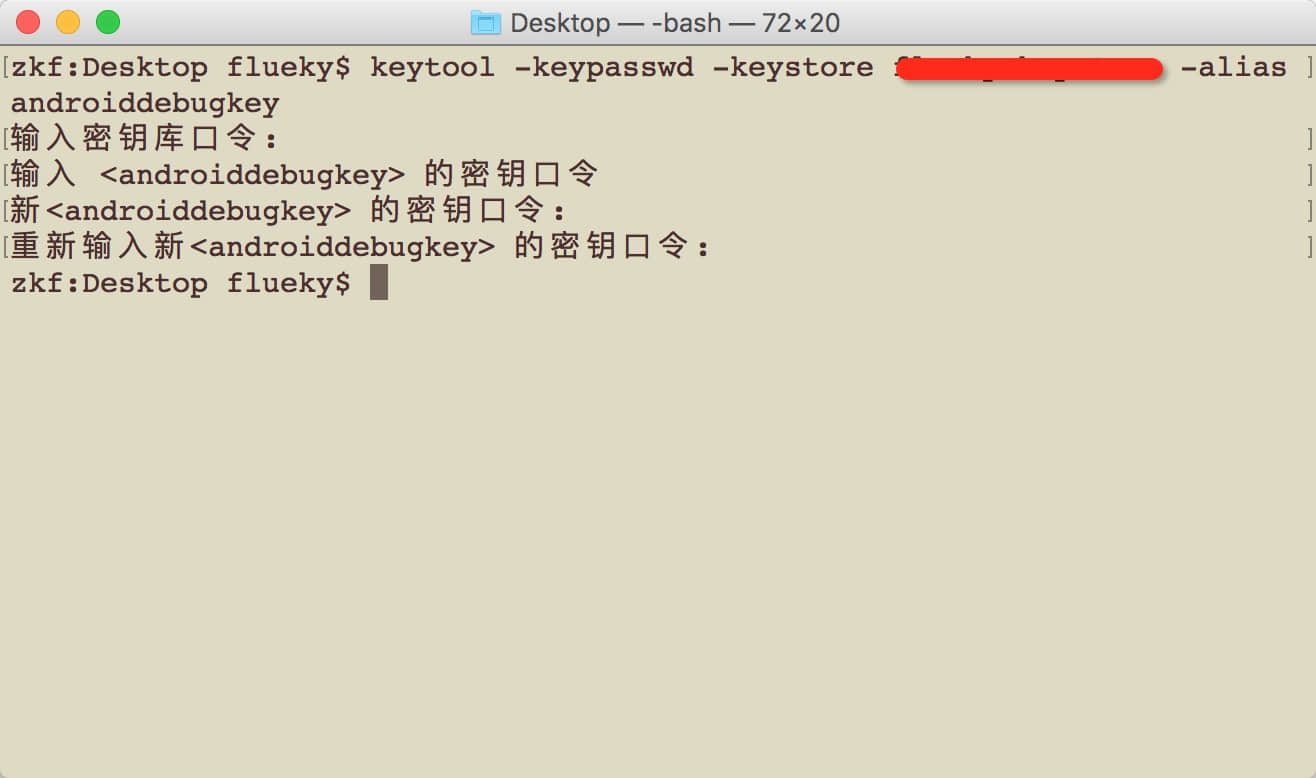 Desktop — -bash — 72×20
[zkf:Desktop flueky$ keytool -keypasswd -keystore -alias ]
androiddebugkey
[输入密钥库口令: ]
[输入 <androiddebugkey> 的密钥口令 ]
[新<androiddebugkey> 的密钥口令: ]
[重新输入新<androiddebugkey> 的密钥口令: ]
zkf:Desktop flueky$